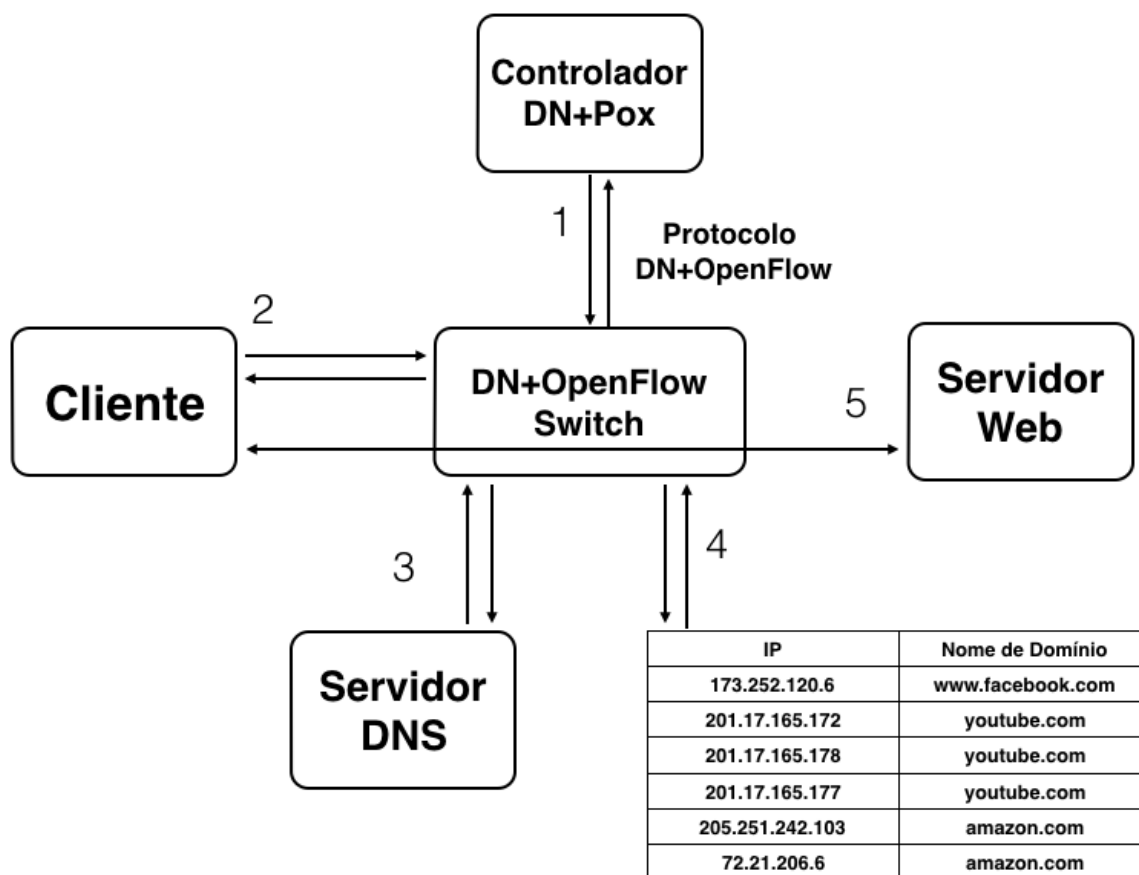 Controlador
DN+Pox
1
Protocolo
DN+OpenFlow
2
Cliente
DN+OpenFlow
Switch
5
Servidor
Web
3
4
Servidor
DNS
IP Nome de Domínio
173.252.120.6 www.facebook.com
201.17.165.172 youtube.com
201.17.165.178 youtube.com
201.17.165.177 youtube.com
205.251.242.103 amazon.com
72.21.206.6 amazon.com